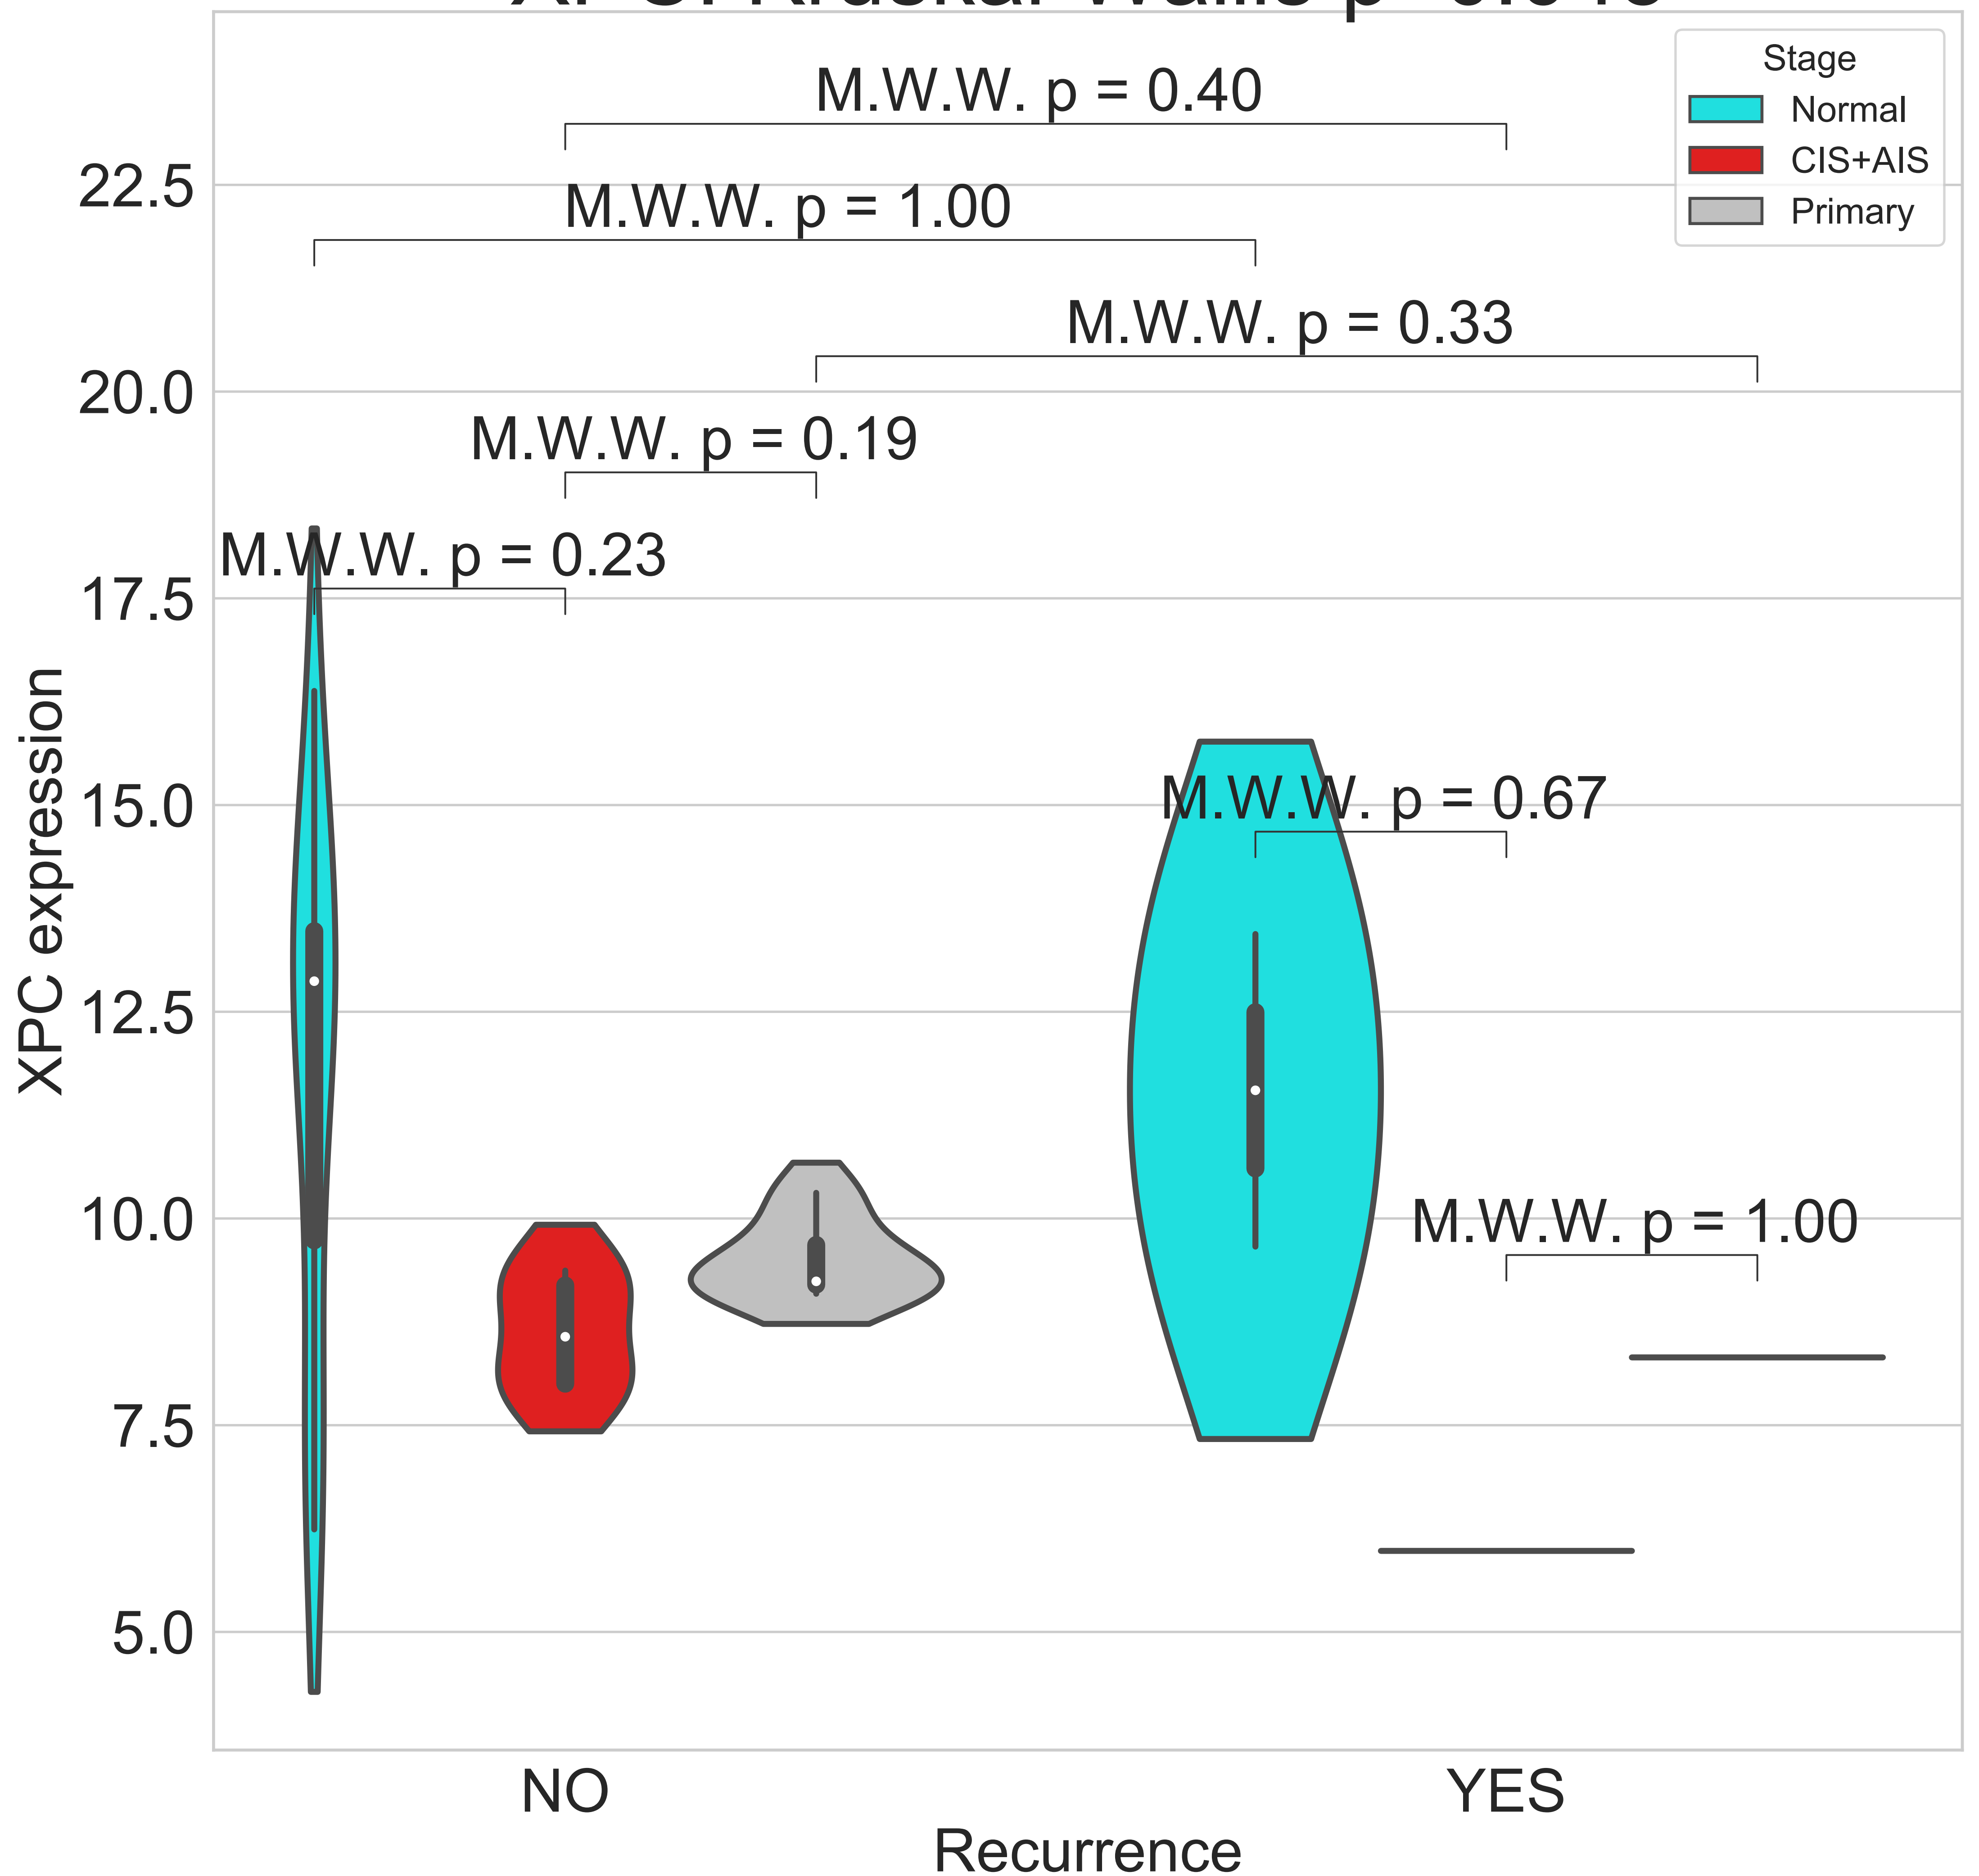 Stage
Normal
CIS+AIS
Primary
M.W.W. p = 0.40
M.W.W. p = 1.00
M.W.W. p = 0.33
M.W.W. p = 0.19
M.W.W. p = 0.23
M.W.W. p = 0.67
M.W.W. p = 1.00
22.5
20.0
17.5
15.0
12.5
10.0
7.5
5.0
XPC expression
NO
YES
Recurrence